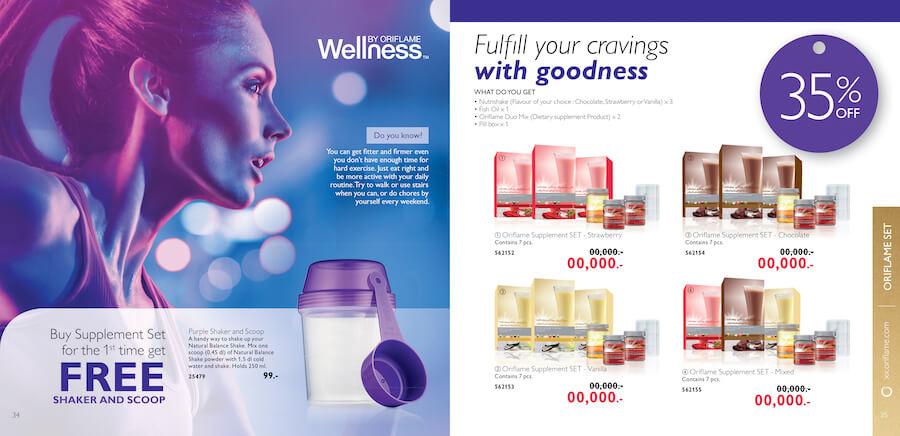 BY ORIFLAME
Wellness™
Do you know?
You can get fitter and firmer even
you don't have enough time for
hard exercise. Just eat right and
be more active with your daily
routine. Try to walk or use stairs
when you can, or do chores by
yourself every weekend.
Buy Supplement Set
for the 1st time get
FREE
SHAKER AND SCOOP
Purple Shaker and Scoop
A handy way to shake up your
Natural Balance Shake. Mix one
scoop (0,45 dl) of Natural Balance
Shake powder with 1,5 dl cold
water and shake. Holds 250 ml.
25479 99.-
34
Fulfill your cravings
with goodness
WHAT DO YOU GET
• Nutrishake (Flavour of your choice : Chocolate, Strawberry or Vanilla) x 3
• Fish Oil x 1
• Oriflame Duo Mix (Dietary supplement Product) x 2
• Pill box x 1
35%
OFF
① Oriflame Supplement SET - Strawberry
Contains 7 pcs.
562152 00,000.-
00,000.-
② Oriflame Supplement SET - Chocolate
Contains 7 pcs.
562154 00,000.-
00,000.-
③ Oriflame Supplement SET - Vanilla
Contains 7 pcs.
562153 00,000.-
00,000.-
④ Oriflame Supplement SET - Mixed
Contains 7 pcs.
562155 00,000.-
00,000.-
ORIFLAME SET
xx.oriflame.com
35